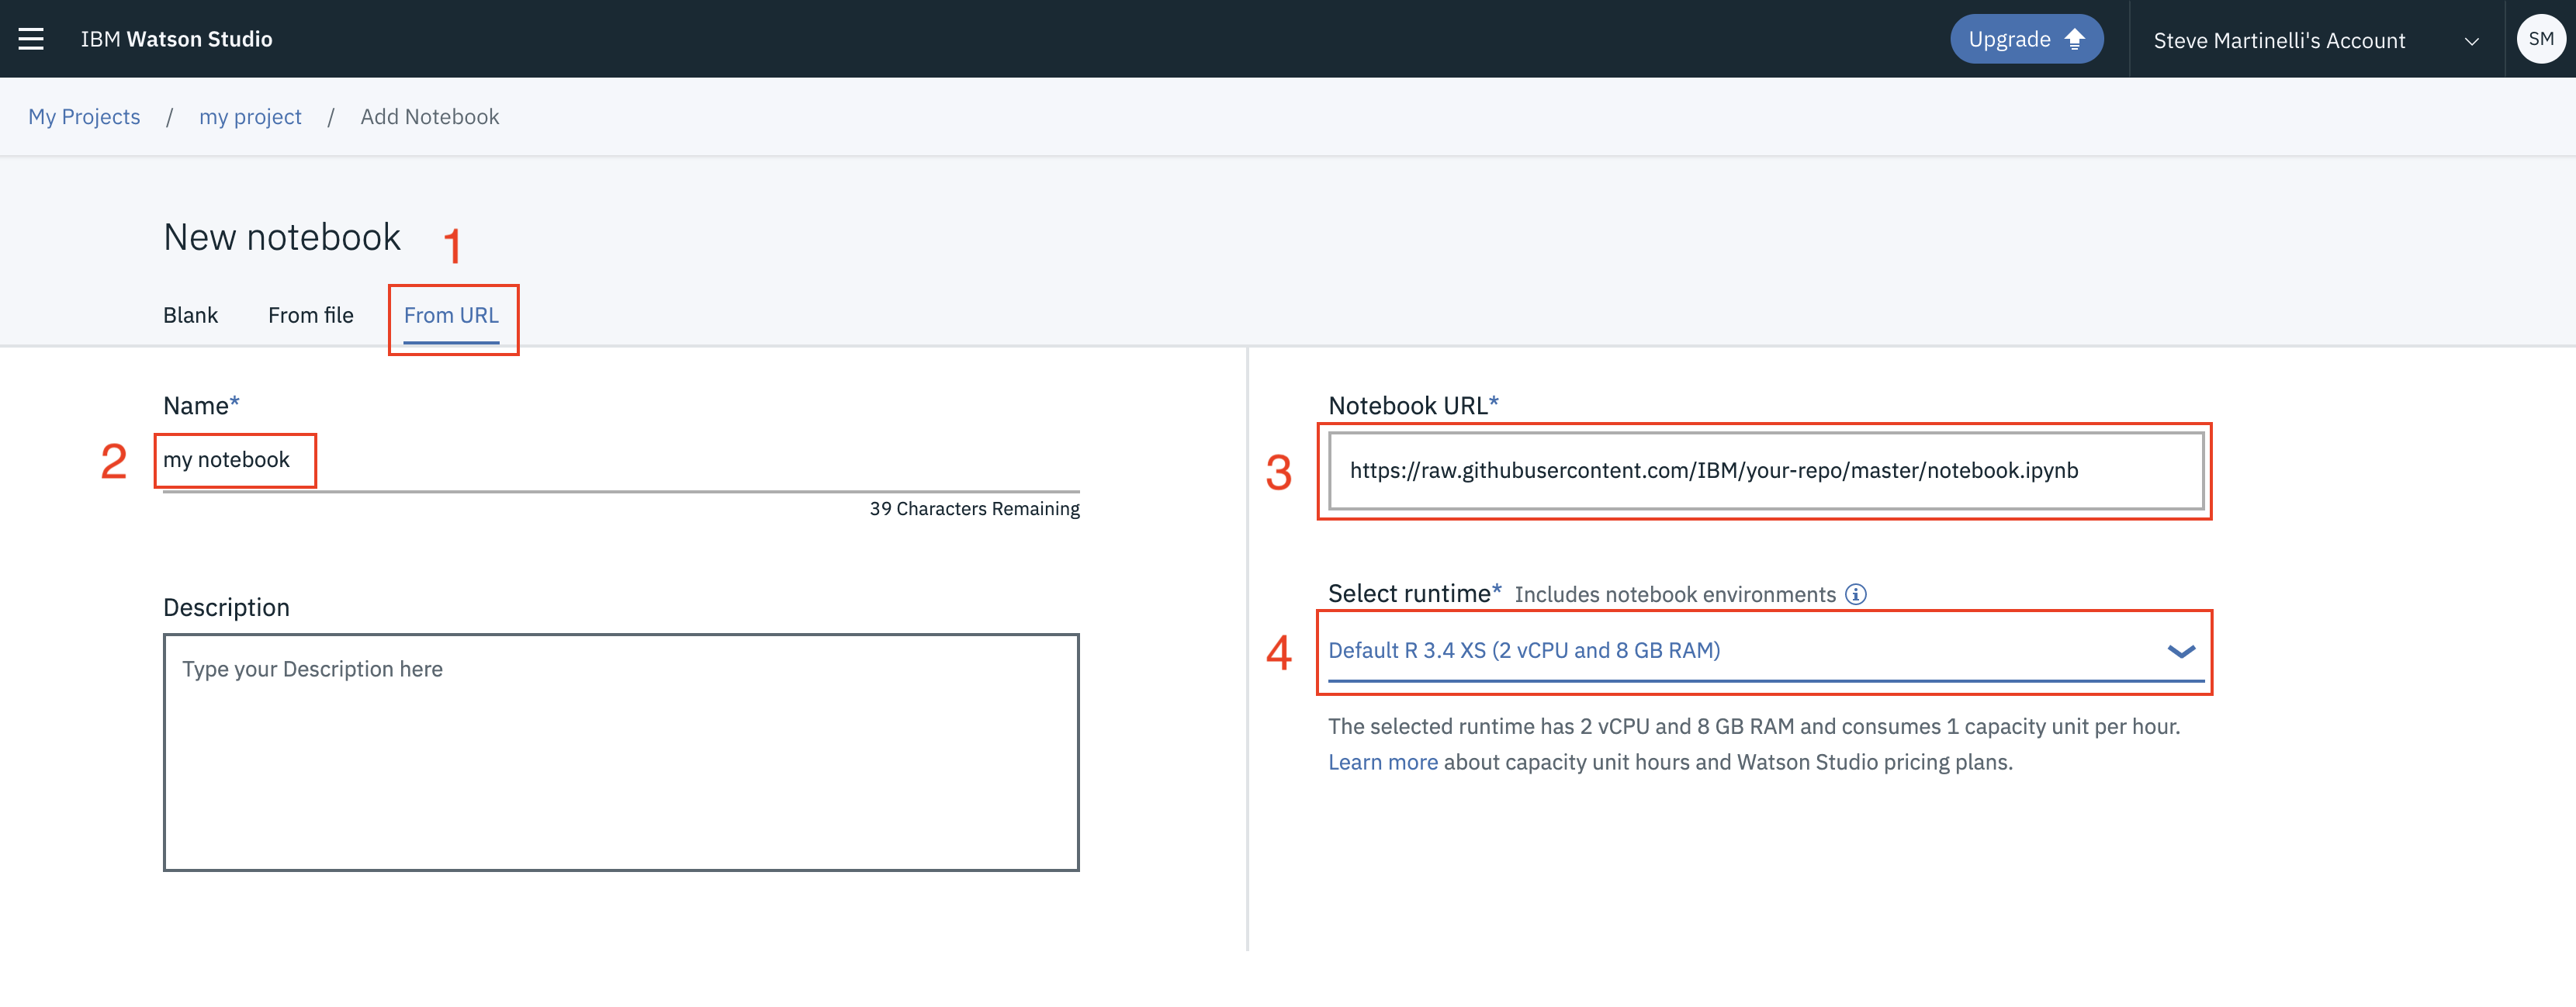 IBM Watson Studio
Upgrade
Steve Martinelli's Account
SM
My Projects / my project / Add Notebook
New notebook
1
Blank From file From URL
Name*
2
my notebook
39 Characters Remaining
Description
Type your Description here
Notebook URL*
3
https://raw.githubusercontent.com/IBM/your-repo/master/notebook.ipynb
Select runtime* Includes notebook environments
4
Default R 3.4 XS (2 vCPU and 8 GB RAM)
The selected runtime has 2 vCPU and 8 GB RAM and consumes 1 capacity unit per hour.
Learn more about capacity unit hours and Watson Studio pricing plans.